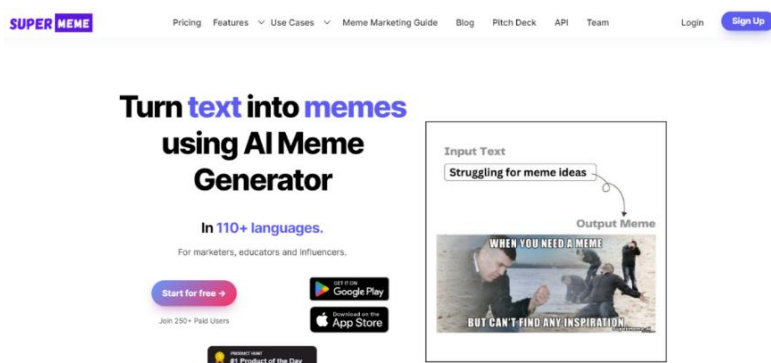 SUPER MEME
Pricing Features Use Cases Meme Marketing Guide Blog Pitch Deck API Team Login Sign Up
Turn text into memes
using AI Meme
Generator
In 110+ languages.
For marketers, educators and influencers.
Start for free →
Join 250+ Paid Users
GET IT ON
Google Play
Download on the
App Store
PRODUCT HUNT
#1 Product of the Day
Input Text
Struggling for meme ideas
Output Meme
WHEN YOU NEED A MEME
BUT CAN'T FIND ANY INSPIRATION